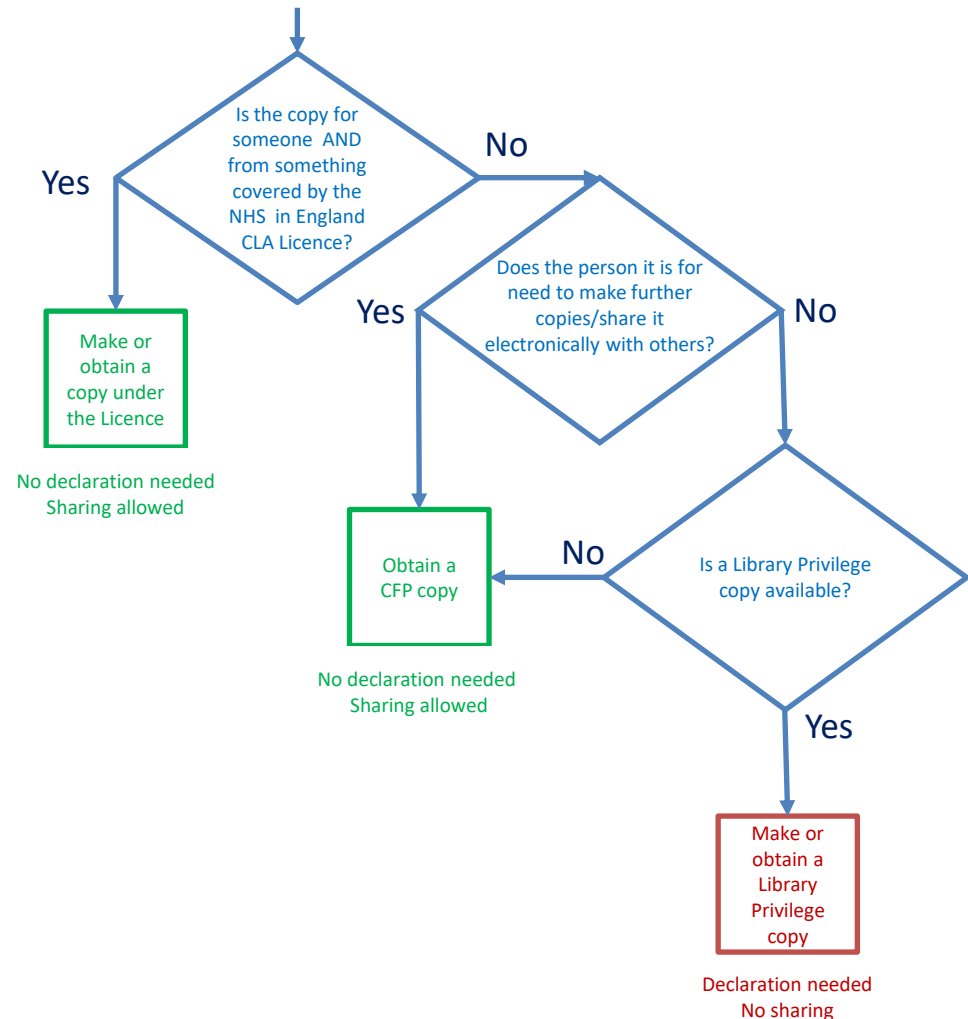 Is the copy for
someone AND
from something
covered by the
NHS in England
CLA Licence?
Yes
No
Make or
obtain a
copy under
the Licence
No declaration needed
Sharing allowed
Does the person it is for
need to make further
copies/share it
electronically with others?
Yes
No
Obtain a
CFP copy
No declaration needed
Sharing allowed
Is a Library Privilege
copy available?
No
Yes
Make or
obtain a
Library
Privilege
copy
Declaration needed
No sharing